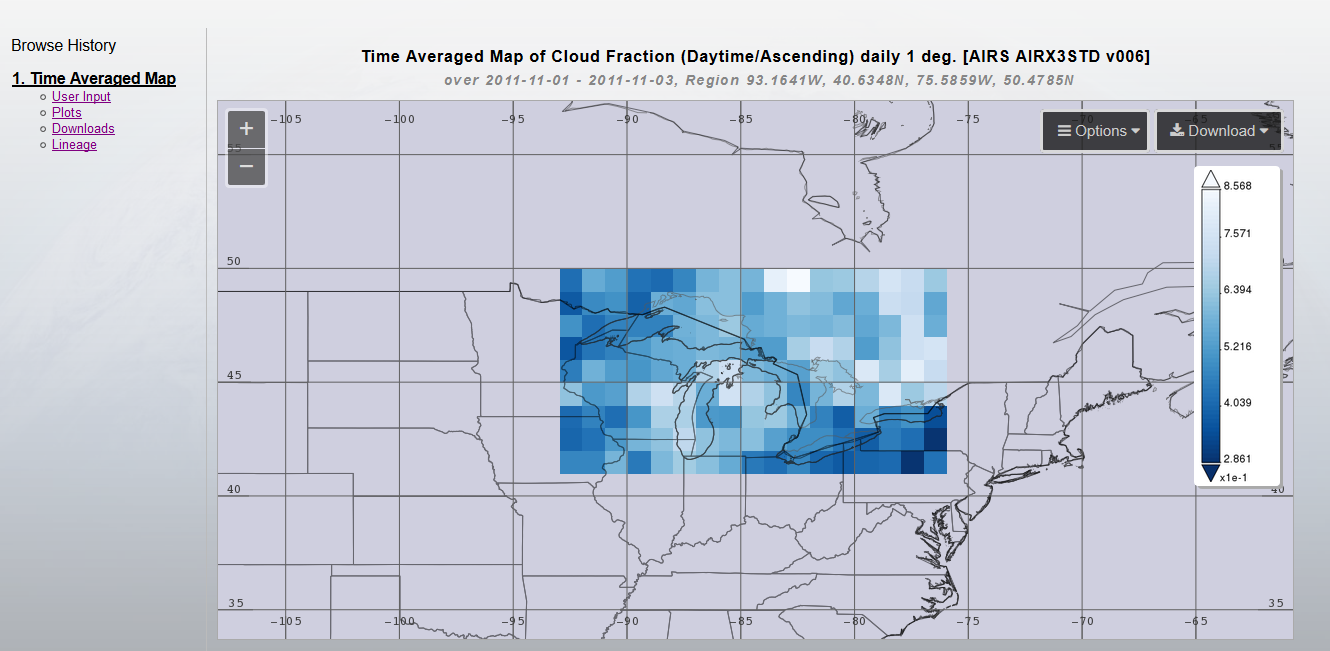 Browse History
1. Time Averaged Map
User Input
Plots
Downloads
Lineage
Time Averaged Map of Cloud Fraction (Daytime/Ascending) daily 1 deg. [AIRS AIRX3STD v006]
over 2011-11-01 - 2011-11-03, Region 93.1641W, 40.6348N, 75.5859W, 50.4785N
-105 -100 -95 -90 -85 -80 -75 -70 -65
+
−
Options
Download
55
8.568
7.571
6.394
5.216
4.039
2.861
x1e-1
50
45
40 40
35 35
-105 -100 -95 -90 -85 -80 -75 -70 -65